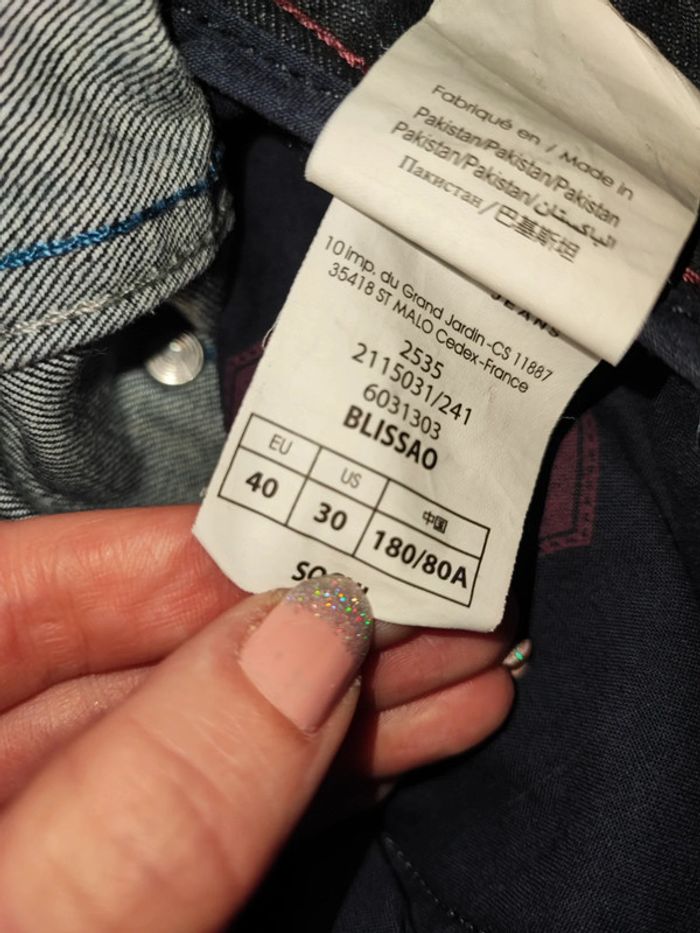 Fabriqué en / Made in
Pakistan/Pakistan/Pakistan
Pakistan/Pakistan/الباكستان
Пакистан/巴基斯坦
JEANS
10 imp. du Grand Jardin-CS 11887
35418 ST MALO Cedex-France
2535
2115031/241
6031303
BLISSAO
EU US 中国
40 30 180/80A